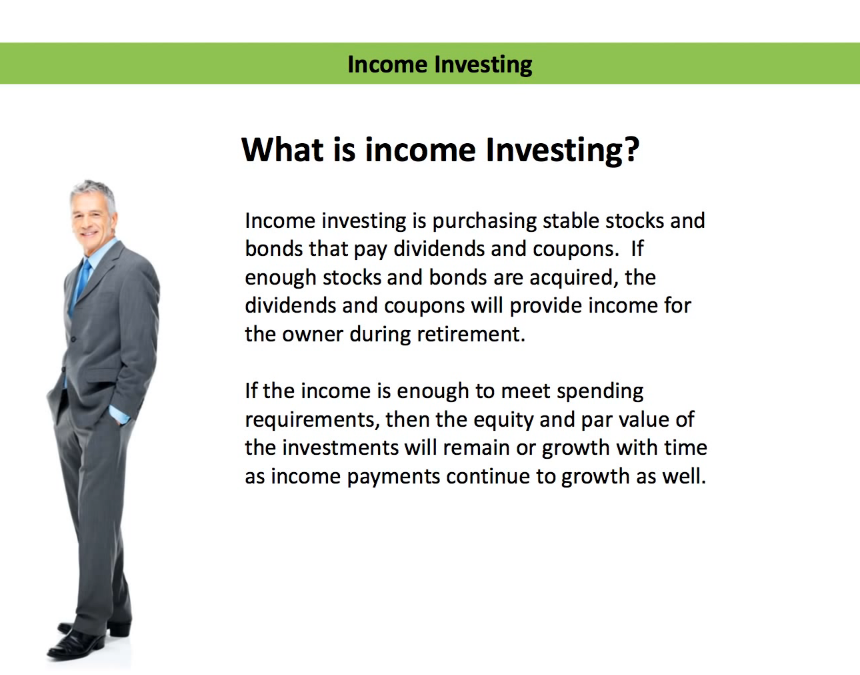 Income Investing
What is income Investing?
Income investing is purchasing stable stocks and
bonds that pay dividends and coupons.  If
enough stocks and bonds are acquired, the
dividends and coupons will provide income for
the owner during retirement.
If the income is enough to meet spending
requirements, then the equity and par value of
the investments will remain or growth with time
as income payments continue to growth as well.